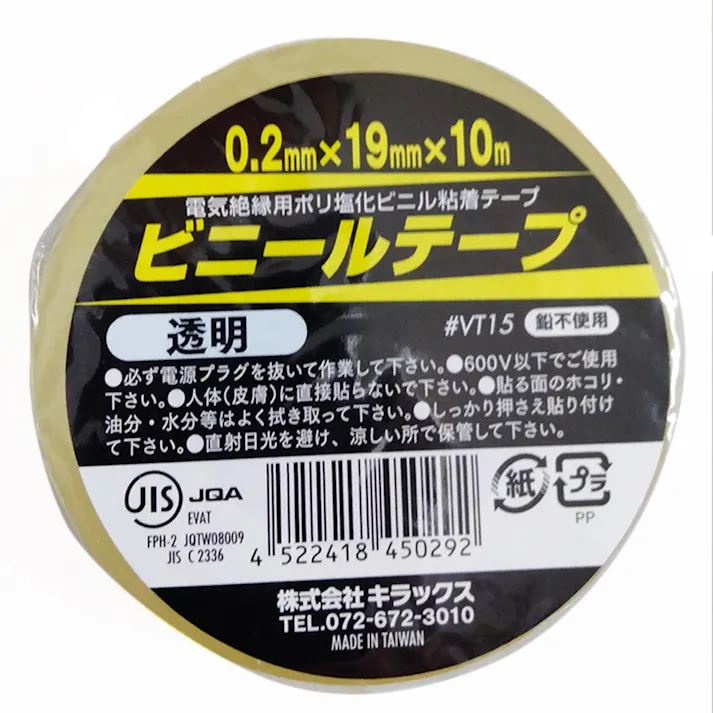 0.2mm×19mm×10m
電気絶縁用ポリ塩化ビニル粘着テープ
ビニールテープ
透明
#VT15 鉛不使用
●必ず電源プラグを抜いて作業して下さい。●600V以下でご使用
下さい。●人体(皮膚)に直接貼らないで下さい。●貼る面のホコリ・
油分・水分等はよく拭き取って下さい。●しっかり押さえ貼り付け
て下さい。●直射日光を避け、涼しい所で保管して下さい。
JIS JQA
EVAT
FPH-2 JQTW08009
JIS C 2336
4 522418 450292
紙
プラ
PP
株式会社キラックス
TEL.072-672-3010
MADE IN TAIWAN